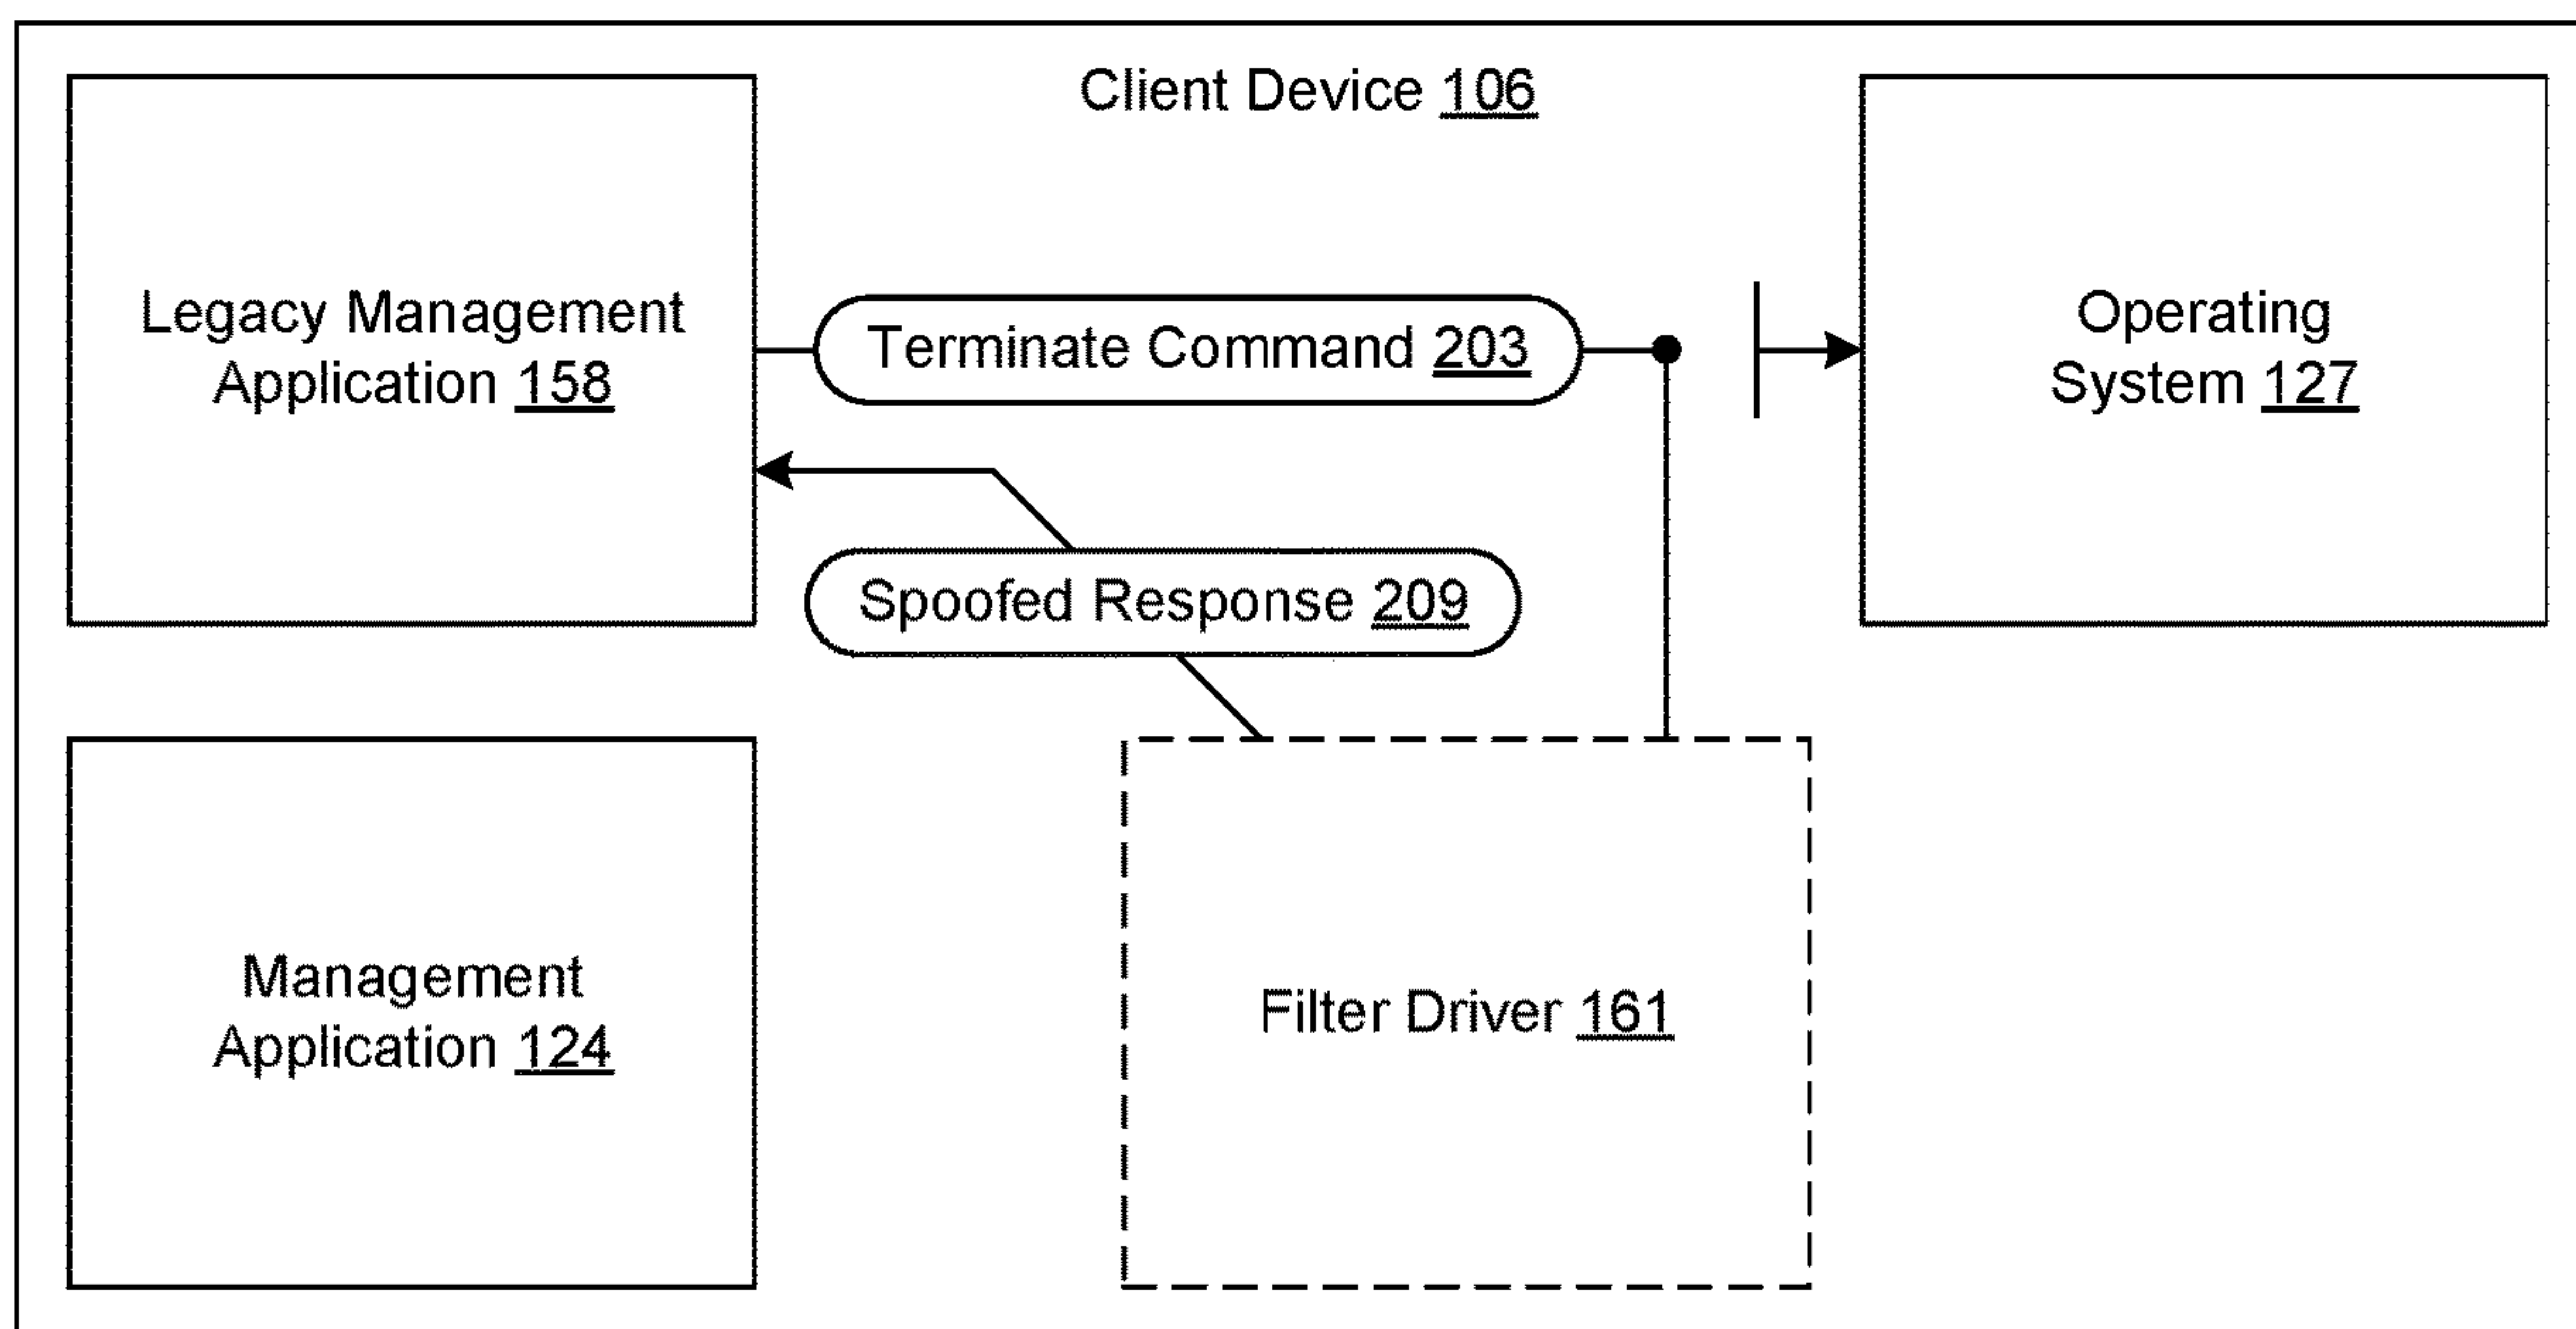 Client Device 106
Legacy Management
Application 158
Terminate Command 203
Operating
System 127
Spoofed Response 209
Management
Application 124
Filter Driver 161